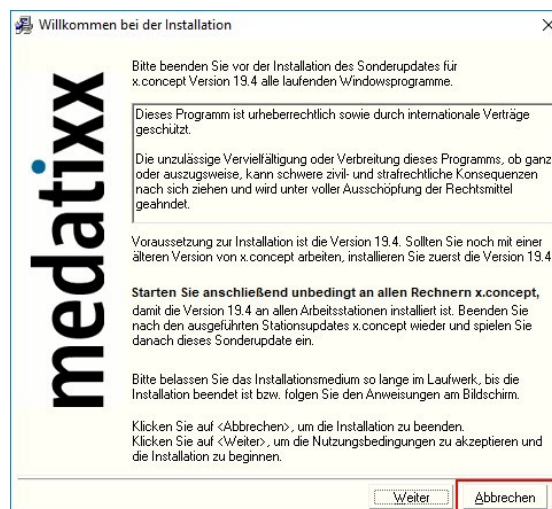 Willkommen bei der Installation
medatixx
Bitte beenden Sie vor der Installation des Sonderupdates für
x.concept Version 19.4 alle laufenden Windowsprogramme.
Dieses Programm ist urheberrechtlich sowie durch internationale Verträge
geschützt.
Die unzulässige Vervielfältigung oder Verbreitung dieses Programms, ob ganz
oder auszugsweise, kann schwere zivil- und strafrechtliche Konsequenzen
nach sich ziehen und wird unter voller Ausschöpfung der Rechtsmittel
geahndet.
Voraussetzung zur Installation ist die Version 19.4. Sollten Sie noch mit einer
älteren Version von x.concept arbeiten, installieren Sie zuerst die Version 19.4
Starten Sie anschließend unbedingt an allen Rechnern x.concept,
damit die Version 19.4 an allen Arbeitsstationen installiert ist. Beenden Sie
nach den ausgeführten Stationsupdates x.concept wieder und spielen Sie
danach dieses Sonderupdate ein.
Bitte belassen Sie das Installationsmedium so lange im Laufwerk, bis die
Installation beendet ist bzw. folgen Sie den Anweisungen am Bildschirm.
Klicken Sie auf <Abbrechen>, um die Installation zu beenden.
Klicken Sie auf <Weiter>, um die Nutzungsbedingungen zu akzeptieren und
die Installation zu beginnen.
Weiter
Abbrechen